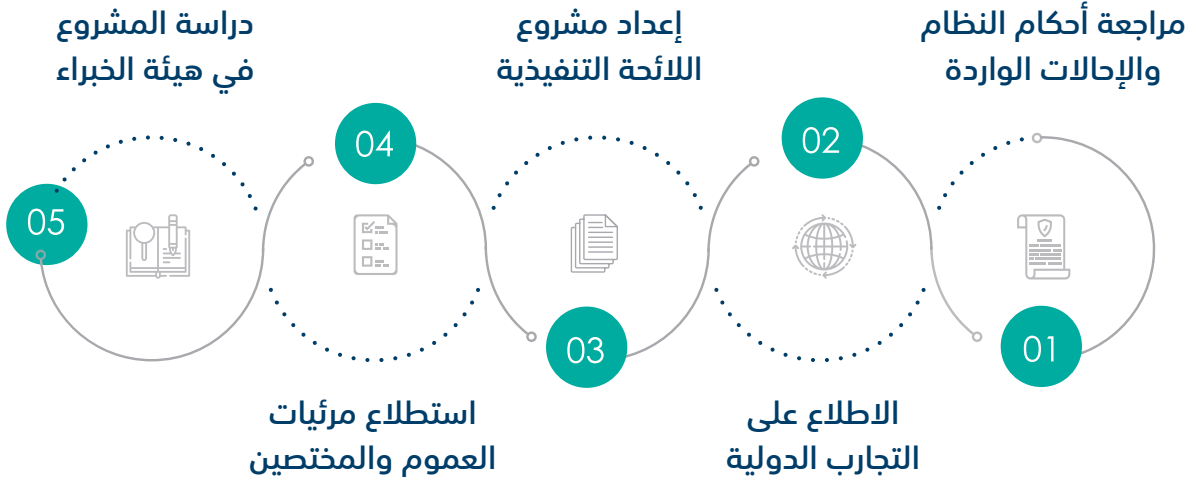 مراجعة أحكام النظام
والإحالات الواردة
01
02
الاطلاع على
التجارب الدولية
إعداد مشروع
اللائحة التنفيذية
03
04
استطلاع مرئيات
العموم والمختصين
دراسة المشروع
في هيئة الخبراء
05